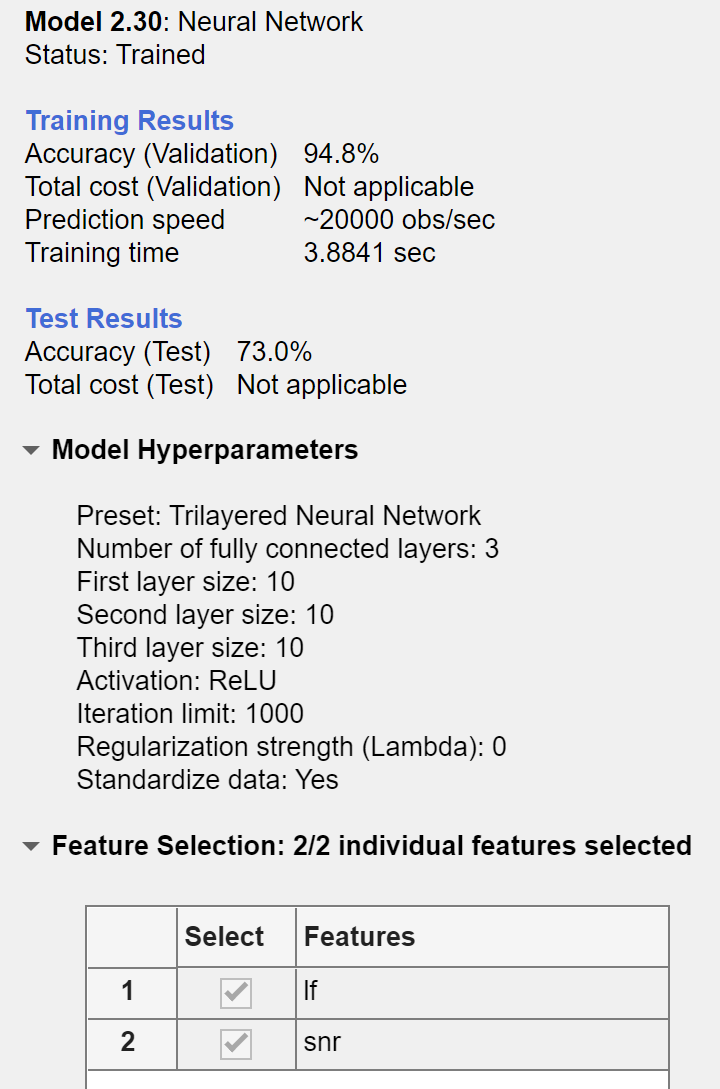 Model 2.30: Neural Network
Status: Trained
Training Results
Accuracy (Validation) 94.8%
Total cost (Validation) Not applicable
Prediction speed ~20000 obs/sec
Training time 3.8841 sec
Test Results
Accuracy (Test) 73.0%
Total cost (Test) Not applicable
Model Hyperparameters
Preset: Trilayered Neural Network
Number of fully connected layers: 3
First layer size: 10
Second layer size: 10
Third layer size: 10
Activation: ReLU
Iteration limit: 1000
Regularization strength (Lambda): 0
Standardize data: Yes
Feature Selection: 2/2 individual features selected
Select Features
1 lf
2 snr